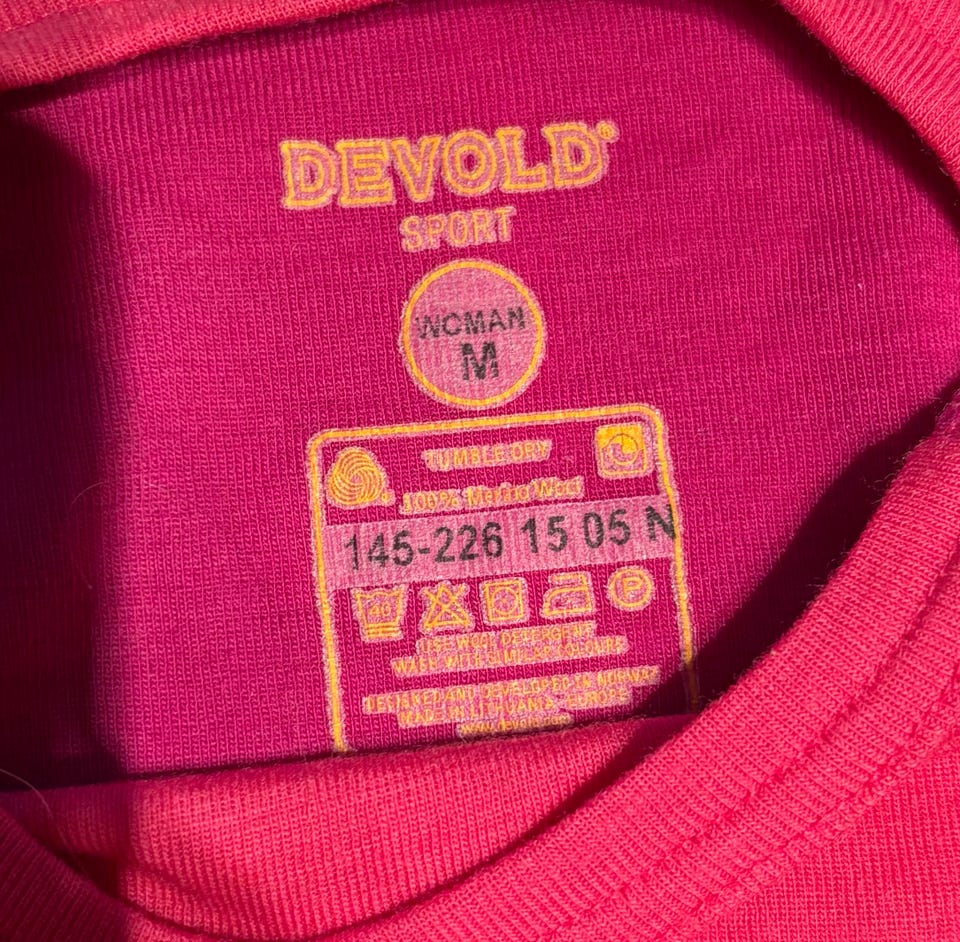 DEVOLD®
SPORT
WOMAN
M
TUMBLE DRY
100% Merino Wool
145-226 15 05 N
40
P
USE WOOL DETERGENT
WASH WITH SIMILAR COLOURS
DESIGNED AND DEVELOPED IN NORWAY
MADE IN LITHUANIA, EUROPE